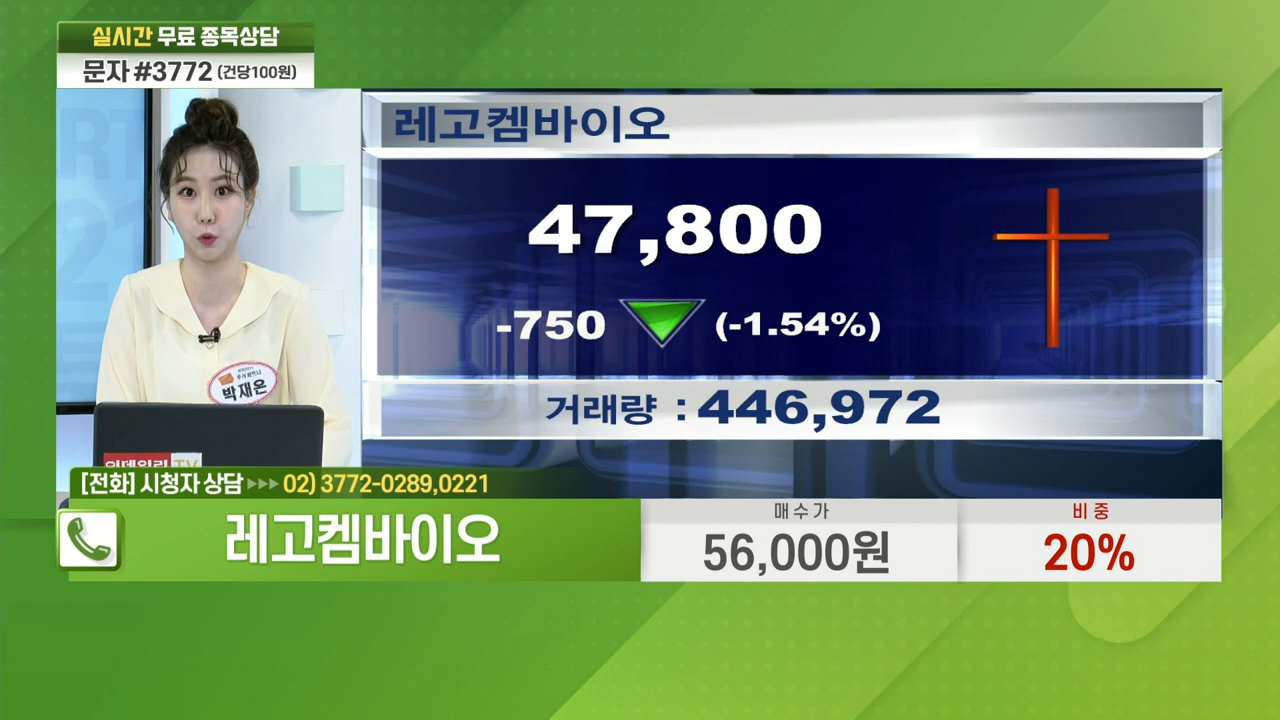 실시간 무료 종목상담
문자 #3772 (건당100원)
레고켐바이오
47,800
-750 (-1.54%)
거래량 : 446,972
박재은
[전화] 시청자 상담 ▸▸▸ 02) 3772-0289,0221
레고켐바이오
매수가
56,000원
비중
20%